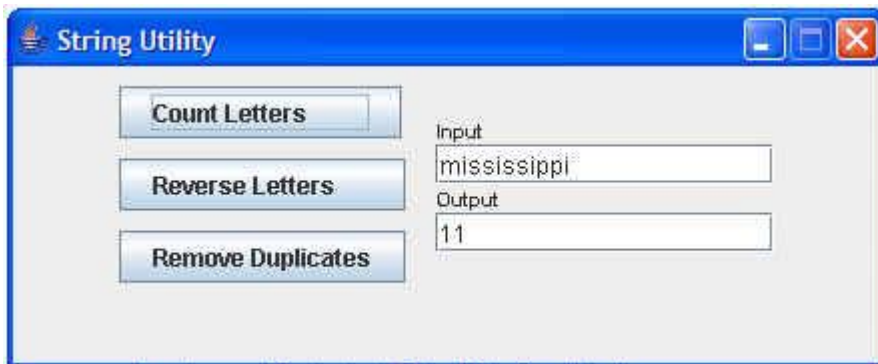 String Utility
Count Letters
Reverse Letters
Remove Duplicates
Input
mississippi
Output
11